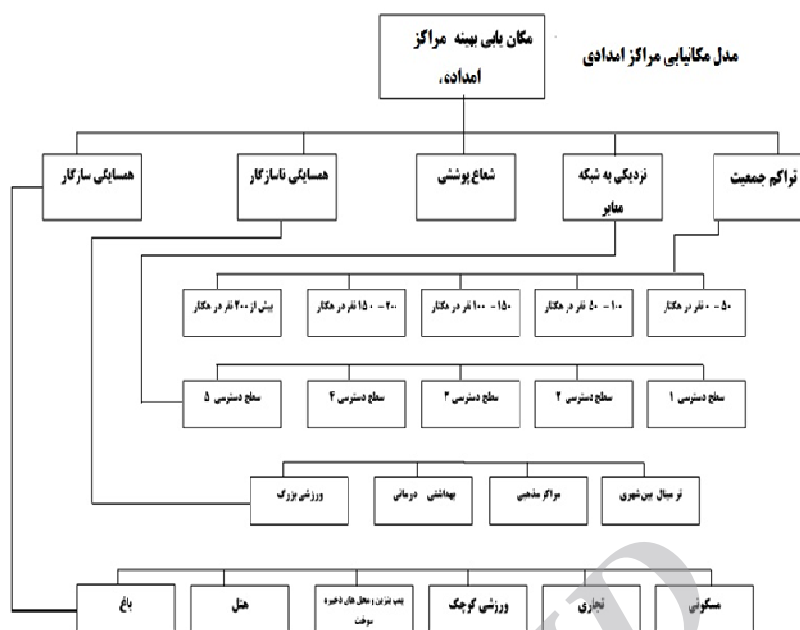 مدل مکانیابی مراکز امدادی
مکان یابی بهینه مراکز
امدادی،
تراکم جمعیت
نزدیکی به شبکه
معابر
شعاع پوششی
همسایگی ناسازگار
همسایگی سازگار
۵۰ - ۰ نفر در هکتار
۱۰۰ - ۵۰ نفر در هکتار
۱۵۰ - ۱۰۰ نفر در هکتار
۲۰۰ - ۱۵۰ نفر در هکتار
بیش از ۲۰۰ نفر در هکتار
سطح دسترسی ۱
سطح دسترسی ۲
سطح دسترسی ۳
سطح دسترسی ۴
سطح دسترسی ۵
ترمینال بین شهری
مراکز مذهبی
بهداشتی درمانی
ورزشی بزرگ
مسکونی
تجاری
ورزشی کوچک
پمپ بنزین و محل های ذخیره
سوخت
هتل
باغ